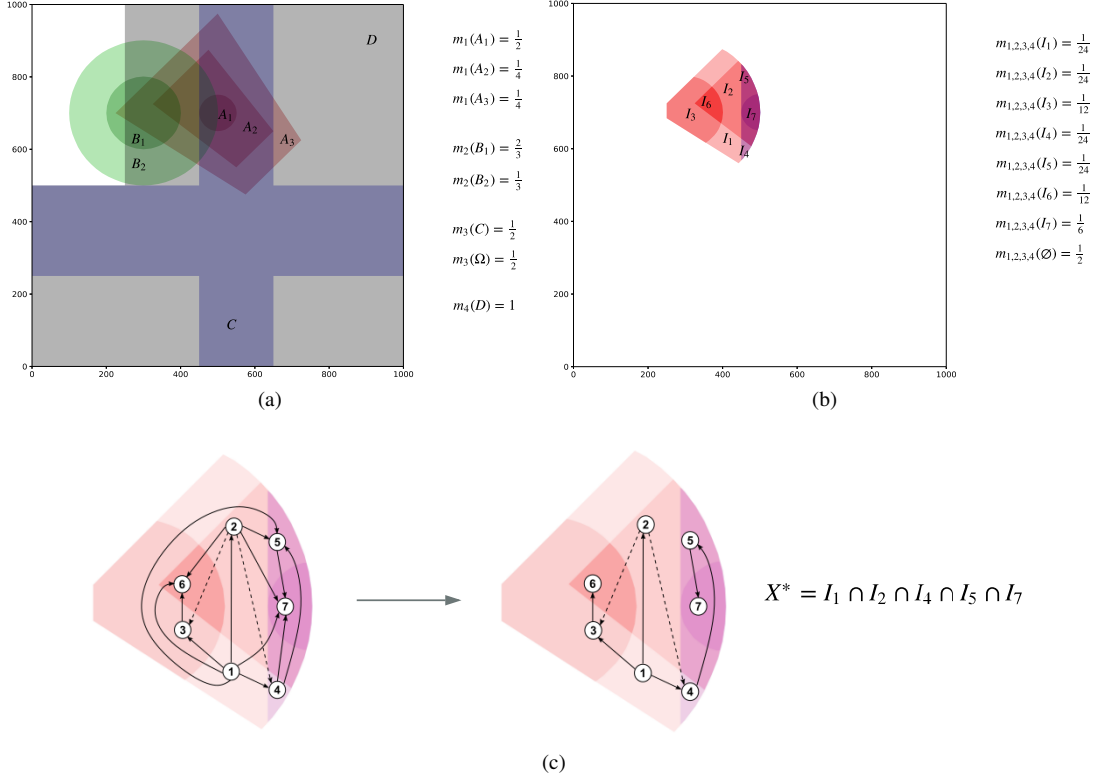 1000
800
600
400
200
0
0
200
400
600
800
1000
D
A₁
A₂
A₃
B₁
B₂
C
m₁(A₁) = 1/2
m₁(A₂) = 1/4
m₁(A₃) = 1/4
m₂(B₁) = 2/3
m₂(B₂) = 1/3
m₃(C) = 1/2
m₃(Ω) = 1/2
m₄(D) = 1
(a)
1000
800
600
400
200
0
0
200
400
600
800
1000
I₅
I₂
I₆
I₃
I₇
I₁
I₄
m₁,₂,₃,₄(I₁) = 1/24
m₁,₂,₃,₄(I₂) = 1/24
m₁,₂,₃,₄(I₃) = 1/12
m₁,₂,₃,₄(I₄) = 1/24
m₁,₂,₃,₄(I₅) = 1/24
m₁,₂,₃,₄(I₆) = 1/12
m₁,₂,₃,₄(I₇) = 1/6
m₁,₂,₃,₄(∅) = 1/2
(b)
2
5
6
7
3
1
4
2
5
6
7
3
1
4
X* = I₁ ∩ I₂ ∩ I₄ ∩ I₅ ∩ I₇
(c)